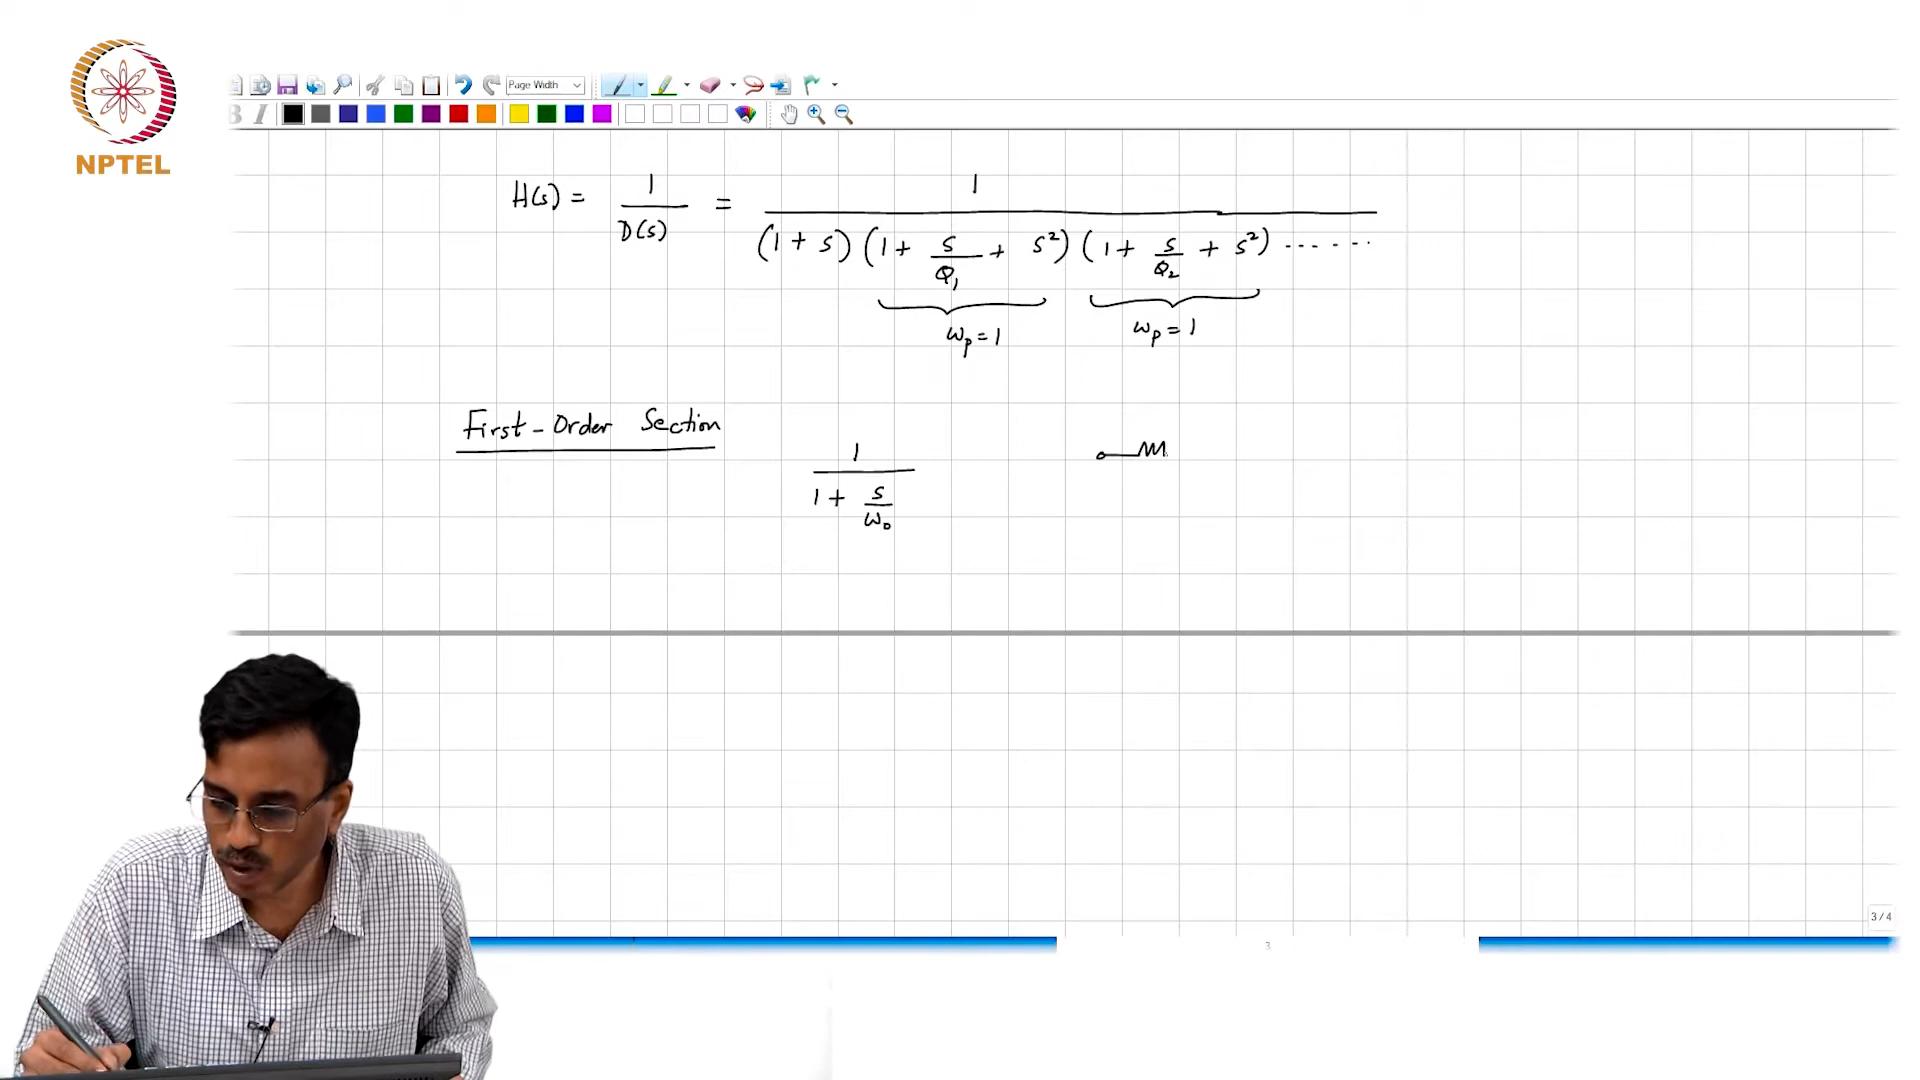 NPTEL
Page Width
H(s) = 1 / D(s) = 1 / (1 + s) (1 + s/Q₁ + s²) (1 + s/Q₂ + s²) ......
ωₚ = 1 ωₚ = 1
First-Order Section
1 / 1 + s/ω₀
3 / 4
3